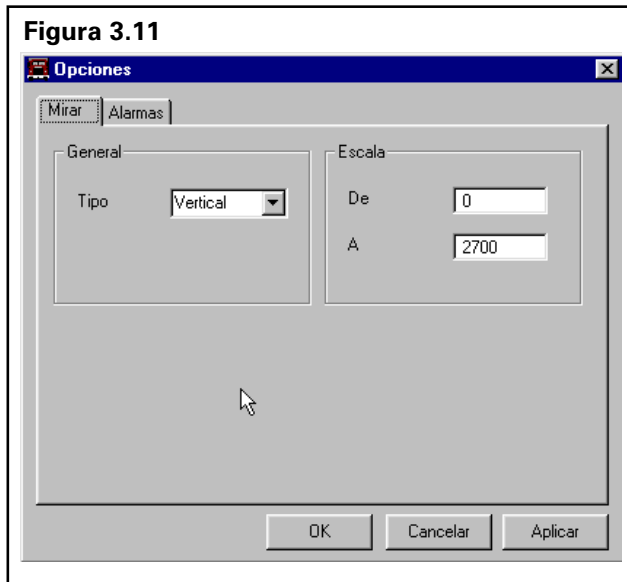 Figura 3.11
Opciones
Mirar Alarmas
General
Tipo Vertical
Escala
De 0
A 2700
OK Cancelar Aplicar